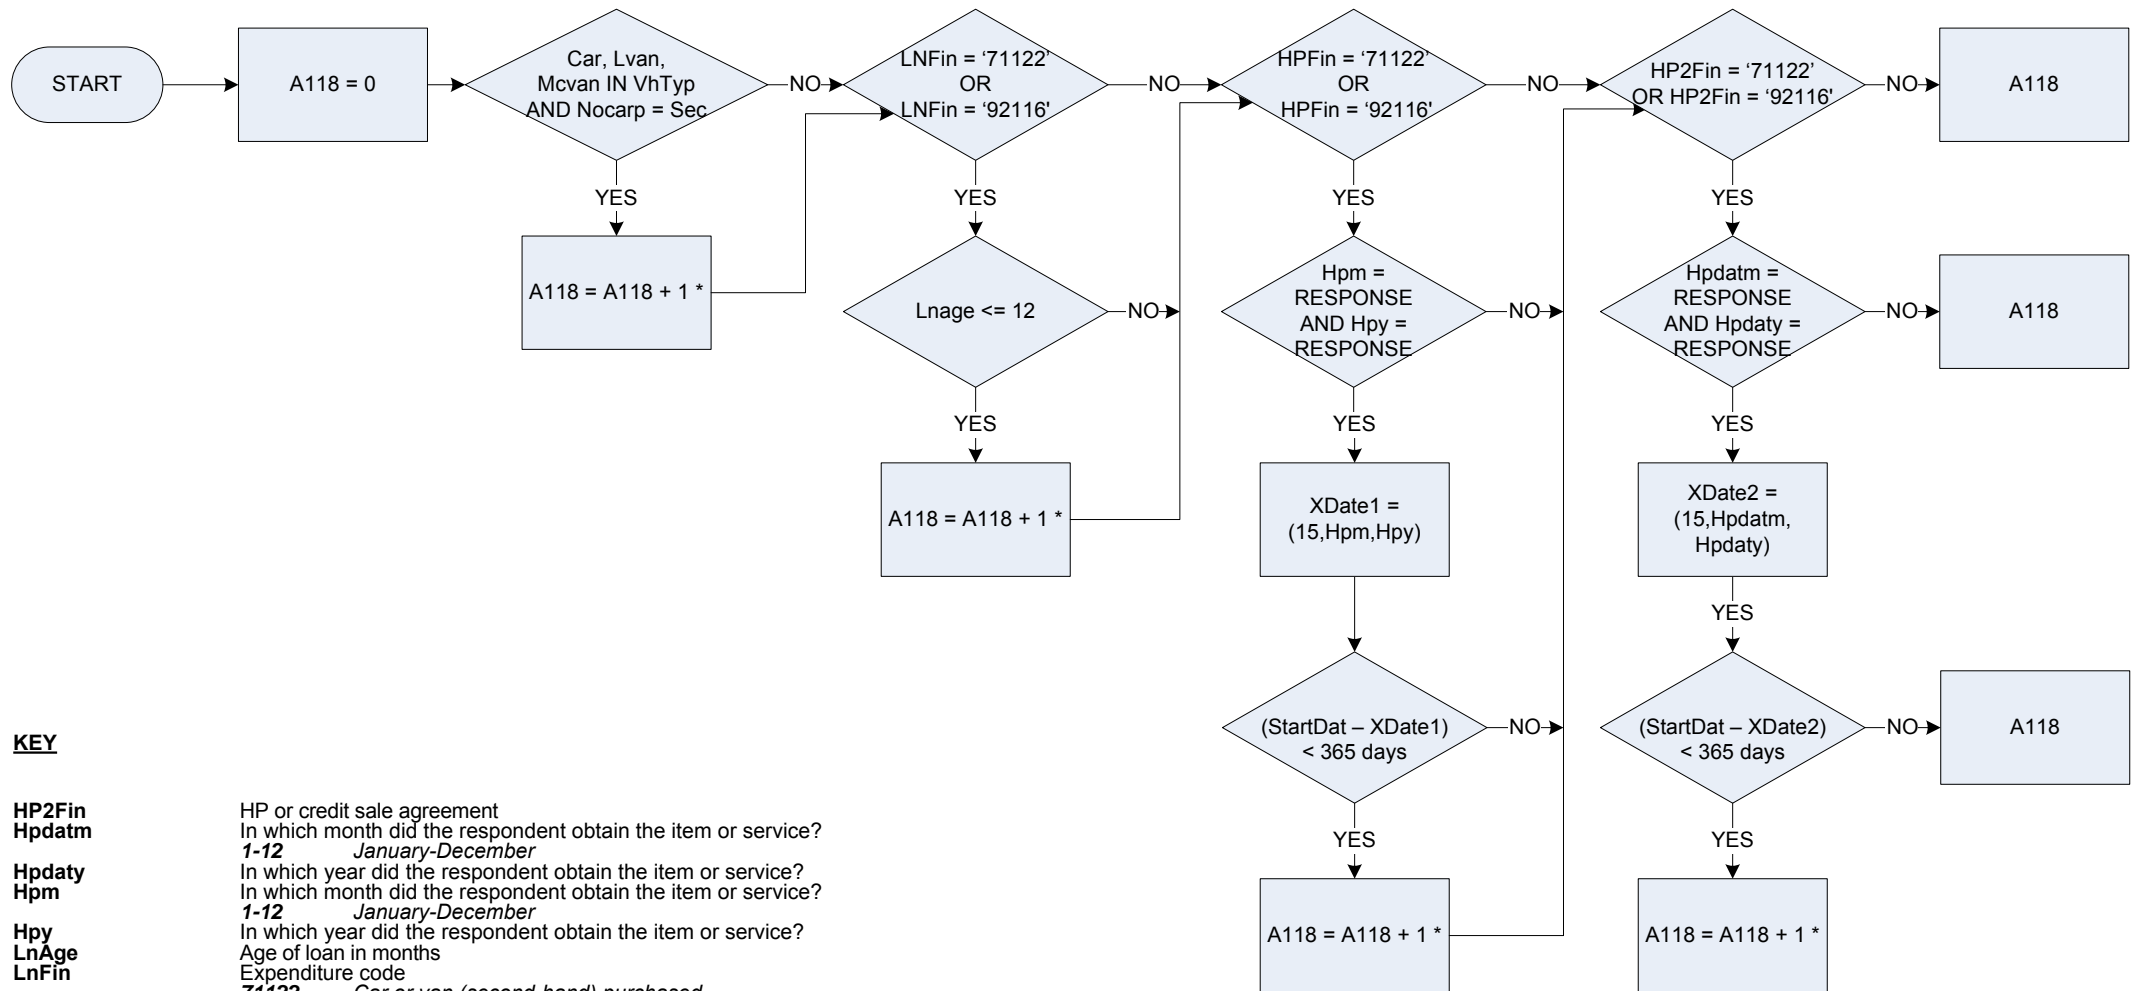 START
A118 = 0
Car, Lvan,
Mcvan IN VhTyp
AND Nocarp = Sec
NO
YES
A118 = A118 + 1 *
LNFin = ‘71122’
OR
LNFin = ‘92116'
NO
YES
Lnage <= 12
NO
YES
A118 = A118 + 1 *
HPFin = ‘71122’
OR
HPFin = ‘92116'
NO
YES
Hpm =
RESPONSE
AND Hpy =
RESPONSE
NO
YES
XDate1 =
(15,Hpm,Hpy)
(StartDat – XDate1)
< 365 days
NO
YES
A118 = A118 + 1 *
HP2Fin = ‘71122’
OR HP2Fin = ‘92116'
NO
A118
YES
Hpdatm =
RESPONSE
AND Hpdaty =
RESPONSE
NO
A118
YES
XDate2 =
(15,Hpdatm,
Hpdaty)
YES
(StartDat – XDate2)
< 365 days
NO
A118
YES
A118 = A118 + 1 *
KEY
HP2Fin HP or credit sale agreement
Hpdatm In which month did the respondent obtain the item or service?
1-12 January-December
Hpdaty In which year did the respondent obtain the item or service?
Hpm In which month did the respondent obtain the item or service?
1-12 January-December
Hpy In which year did the respondent obtain the item or service?
LnAge Age of loan in months
LnFin Expenditure code
71122 Car or van (second-hand) purchased